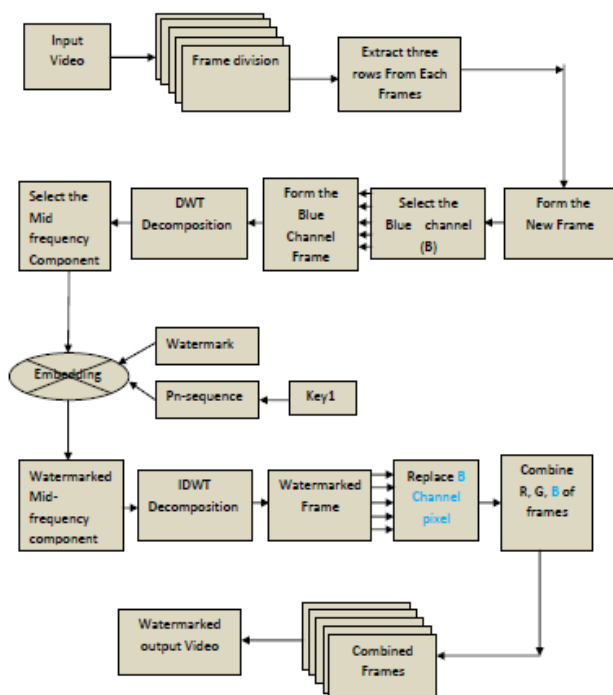 Input
Video
Frame division
Extract three
rows From Each
Frames
Select the
Mid
frequency
Component
DWT
Decomposition
Form the
Blue
Channel
Frame
Select the
Blue channel
(B)
Form the
New Frame
Embedding
Watermark
Pn-sequence
Key1
Watermarked
Mid-
frequency
component
IDWT
Decomposition
Watermarked
Frame
Replace B
Channel
pixel
Combine
R, G, B of
frames
Watermarked
output Video
Combined
Frames